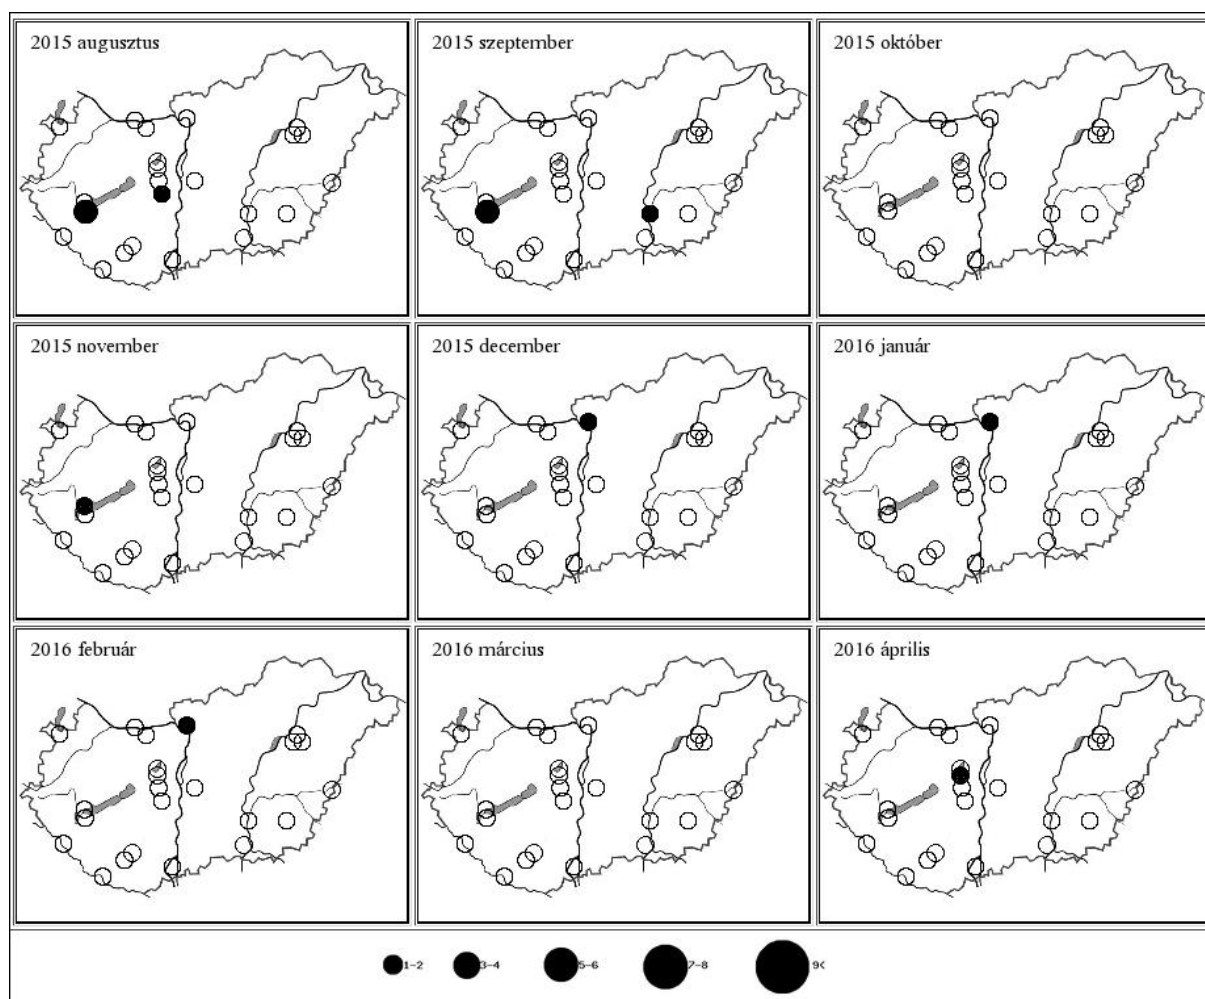 2015 augusztus
2015 szeptember
2015 október
2015 november
2015 december
2016 január
2016 február
2016 március
2016 április
1-2 3-4 5-6 7-8 9<